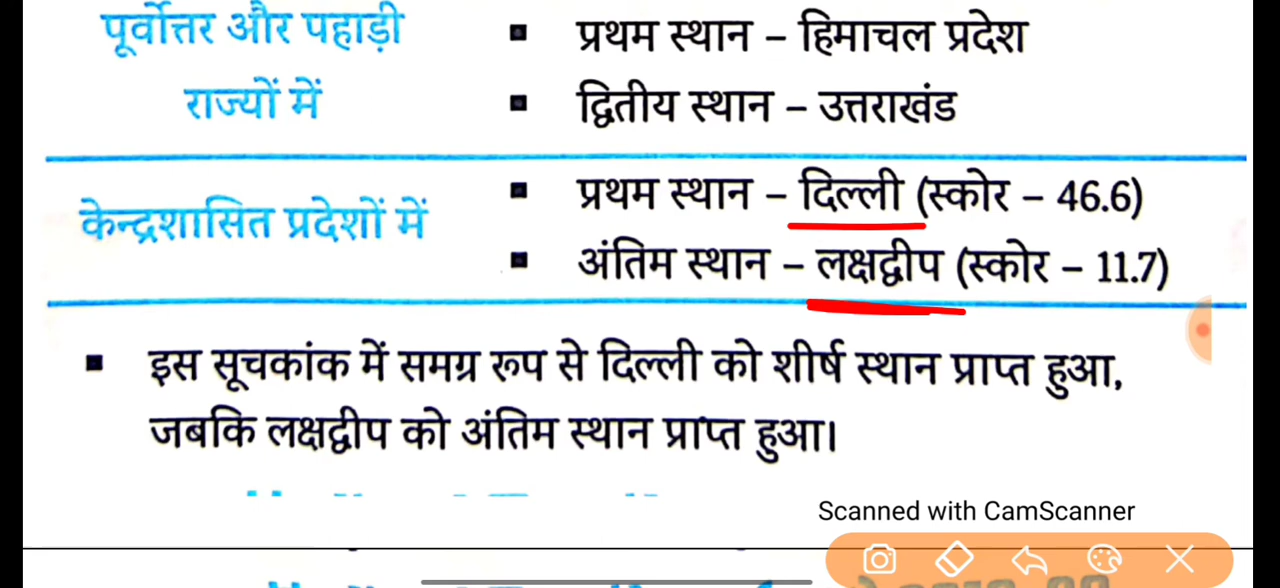 पूर्वोत्तर और पहाड़ी
राज्यों में
▪ प्रथम स्थान – हिमाचल प्रदेश
▪ द्वितीय स्थान – उत्तराखंड
केन्द्रशासित प्रदेशों में
▪ प्रथम स्थान – दिल्ली (स्कोर – 46.6)
▪ अंतिम स्थान – लक्षद्वीप (स्कोर – 11.7)
▪ इस सूचकांक में समग्र रूप से दिल्ली को शीर्ष स्थान प्राप्त हुआ,
जबकि लक्षद्वीप को अंतिम स्थान प्राप्त हुआ।
Scanned with CamScanner